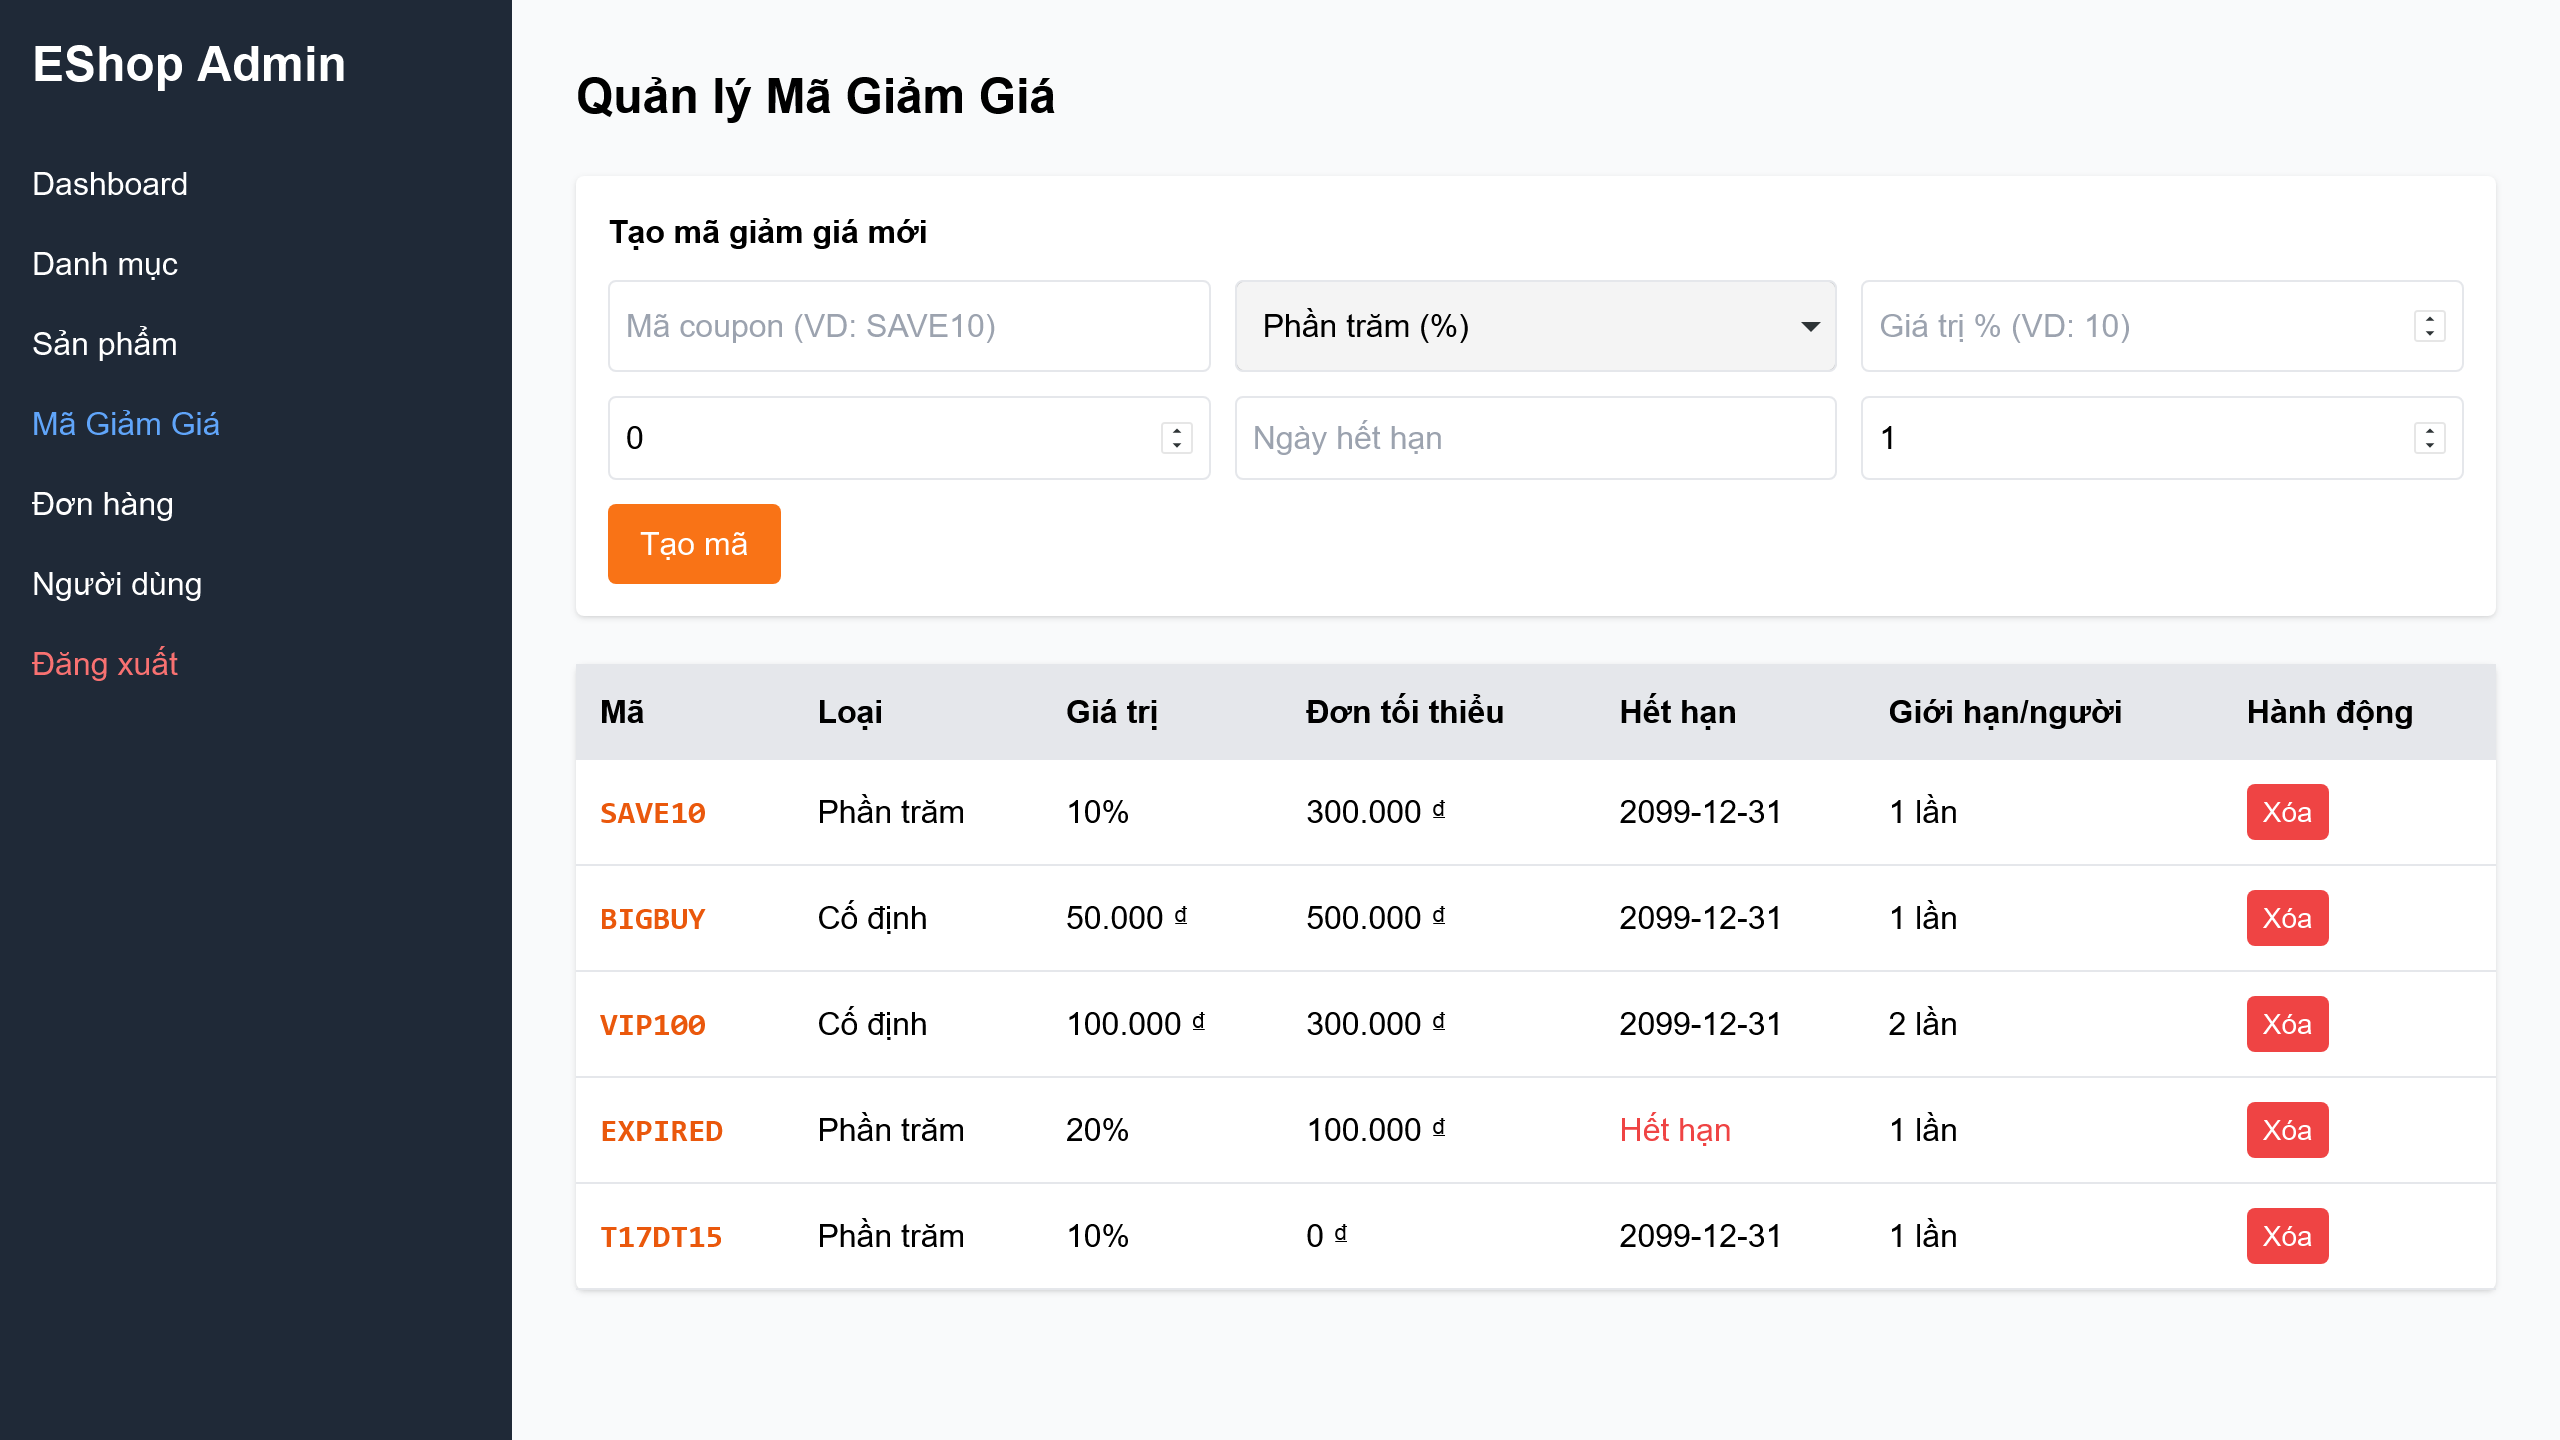 EShop Admin
Dashboard
Danh mục
Sản phẩm
Mã Giảm Giá
Đơn hàng
Người dùng
Đăng xuất
Quản lý Mã Giảm Giá
Tạo mã giảm giá mới
Mã coupon (VD: SAVE10) Phần trăm (%) Giá trị % (VD: 10)
0 Ngày hết hạn 1
Tạo mã
Mã Loại Giá trị Đơn tối thiểu Hết hạn Giới hạn/người Hành động
SAVE10 Phần trăm 10% 300.000 ₫ 2099-12-31 1 lần Xóa
BIGBUY Cố định 50.000 ₫ 500.000 ₫ 2099-12-31 1 lần Xóa
VIP100 Cố định 100.000 ₫ 300.000 ₫ 2099-12-31 2 lần Xóa
EXPIRED Phần trăm 20% 100.000 ₫ Hết hạn 1 lần Xóa
T17DT15 Phần trăm 10% 0 ₫ 2099-12-31 1 lần Xóa